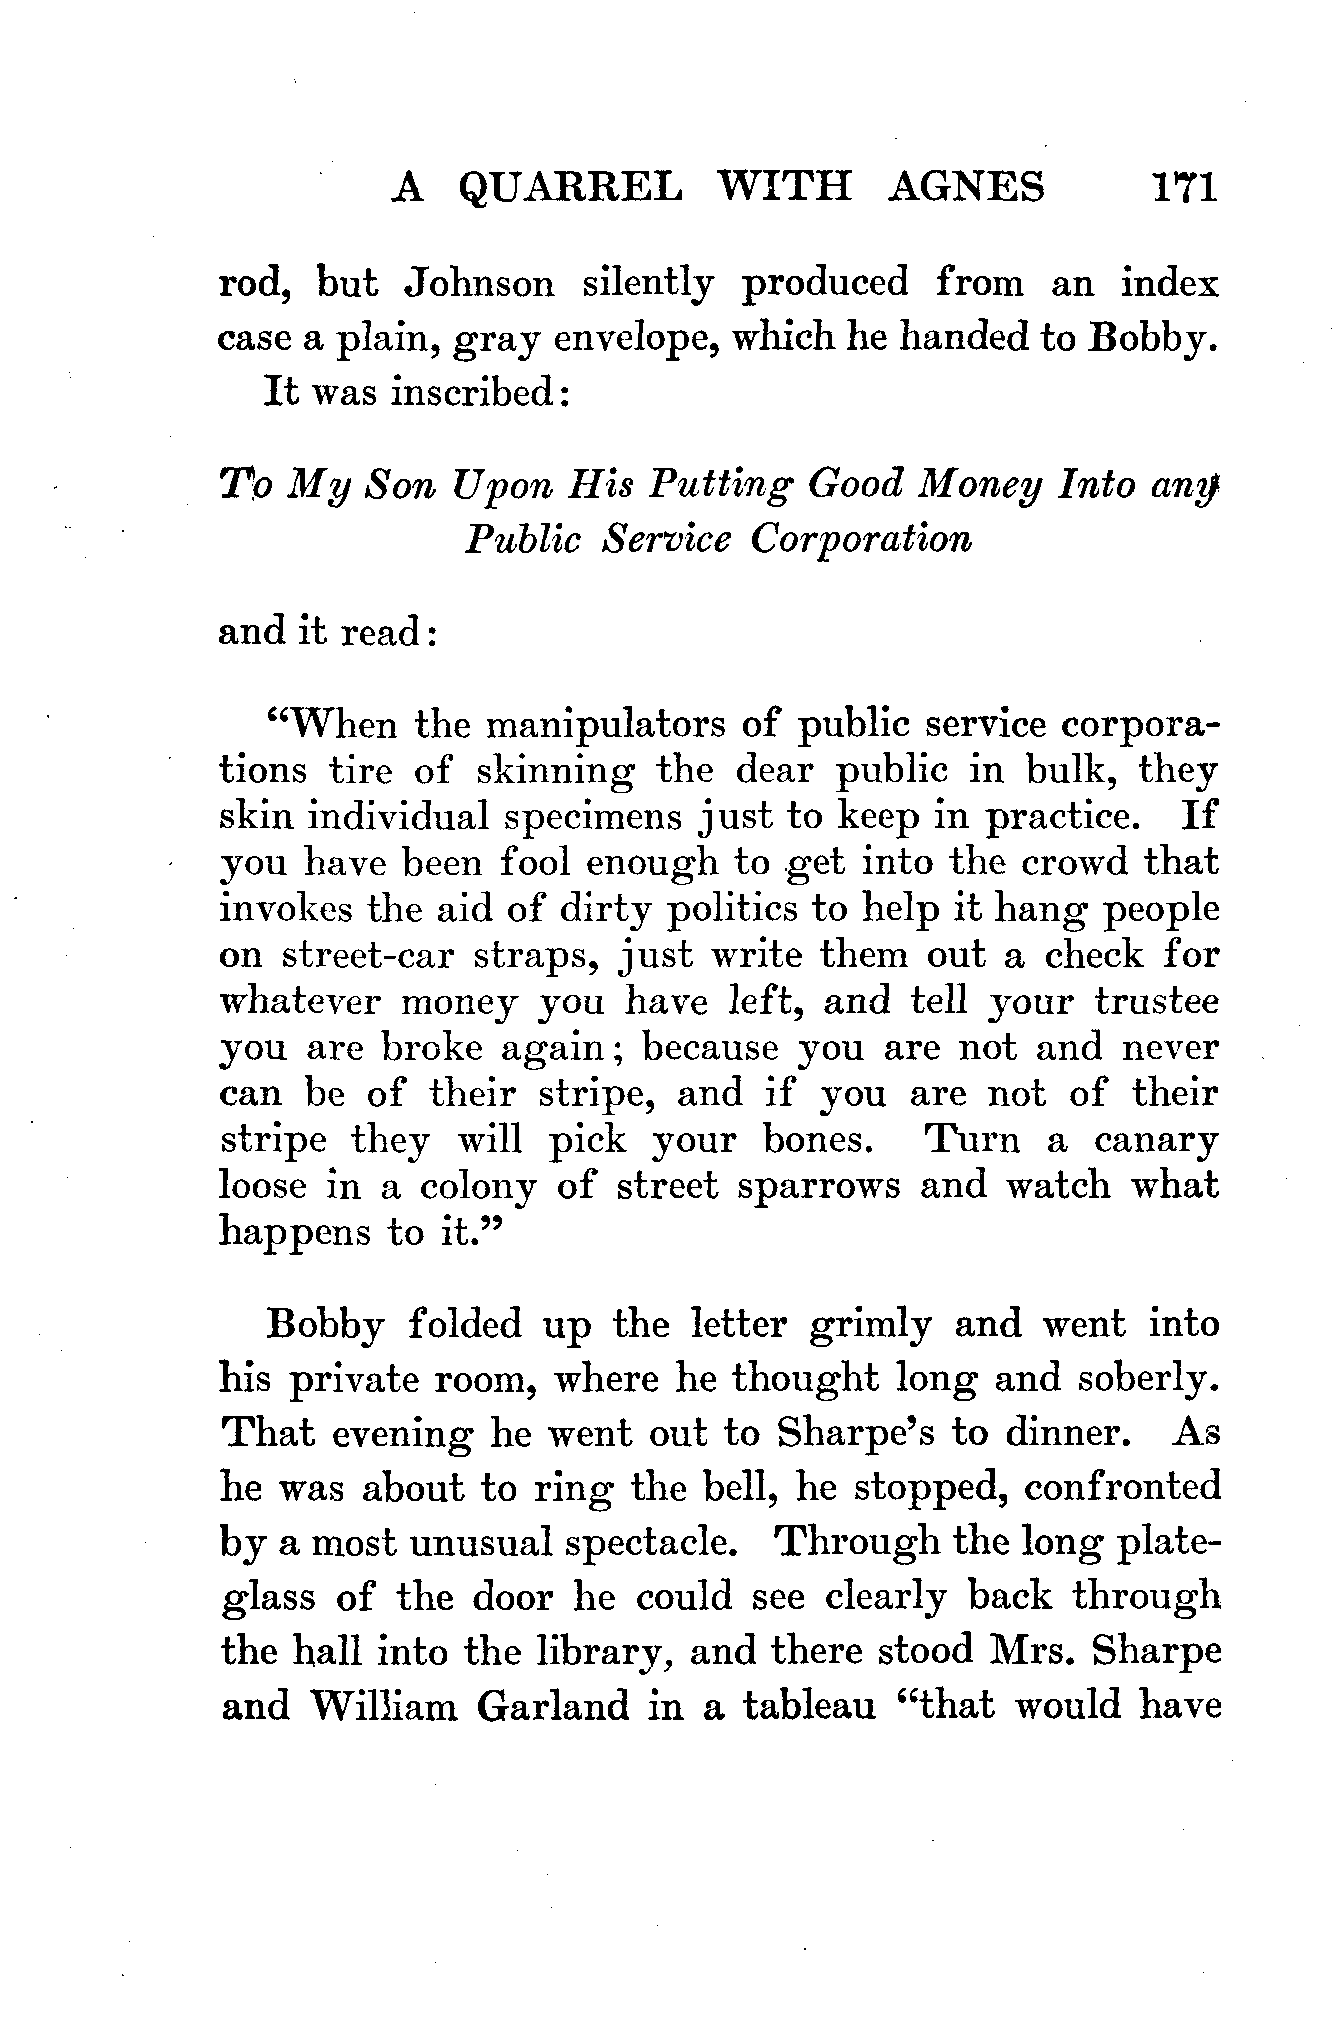 A QUARREL WITH AGNES 171
rod, but Johnson silently produced from an index
case a plain, gray envelope, which he handed to Bobby.
It was inscribed:
To My Son Upon His Putting Good Money Into any
Public Service Corporation
and it read:
“When the manipulators of public service corpora-
tions tire of skinning the dear public in bulk, they
skin individual specimens just to keep in practice. If
you have been fool enough to get into the crowd that
invokes the aid of dirty politics to help it hang people
on street-car straps, just write them out a check for
whatever money you have left, and tell your trustee
you are broke again; because you are not and never
can be of their stripe, and if you are not of their
stripe they will pick your bones. Turn a canary
loose in a colony of street sparrows and watch what
happens to it.”
Bobby folded up the letter grimly and went into
his private room, where he thought long and soberly.
That evening he went out to Sharpe’s to dinner. As
he was about to ring the bell, he stopped, confronted
by a most unusual spectacle. Through the long plate-
glass of the door he could see clearly back through
the hall into the library, and there stood Mrs. Sharpe
and William Garland in a tableau “that would have